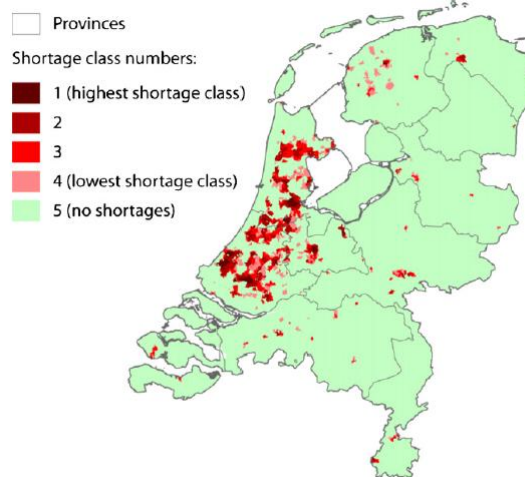 Provinces
Shortage class numbers:
1 (highest shortage class)
2
3
4 (lowest shortage class)
5 (no shortages)